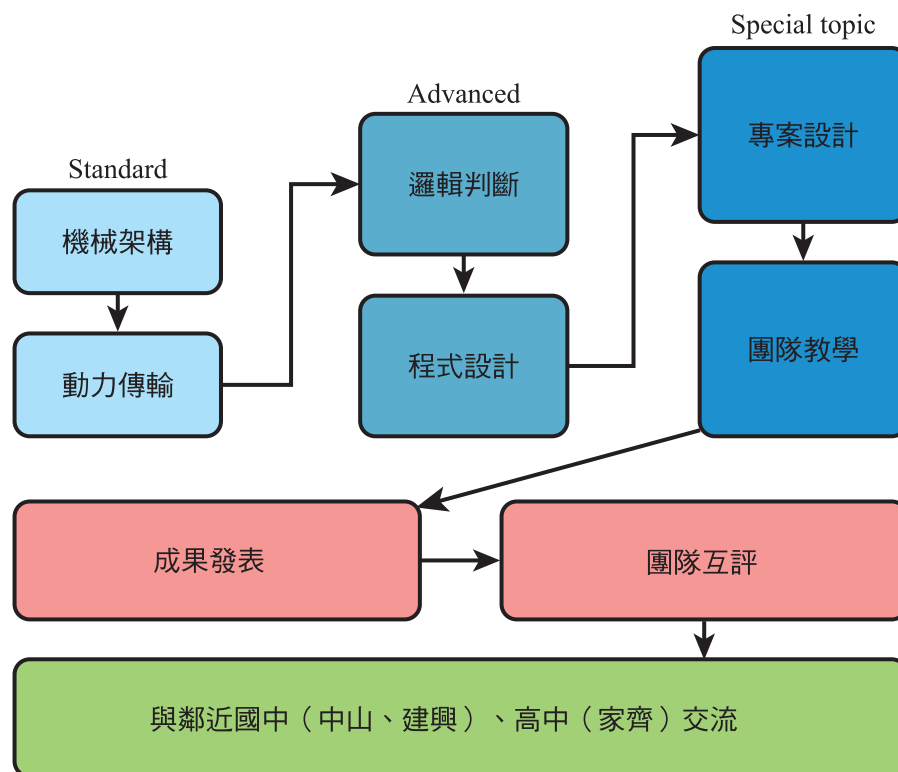 Standard
機械架構
動力傳輸
Advanced
邏輯判斷
程式設計
Special topic
專案設計
團隊教學
成果發表
團隊互評
與鄰近國中（中山、建興）、高中（家齊）交流